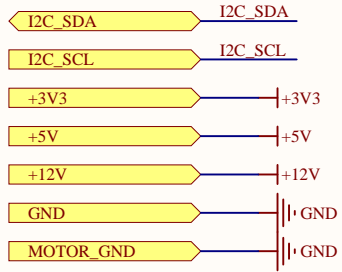 I2C_SDA I2C_SDA
I2C_SCL I2C_SCL
+3V3 +3V3
+5V +5V
+12V +12V
GND GND
MOTOR_GND GND